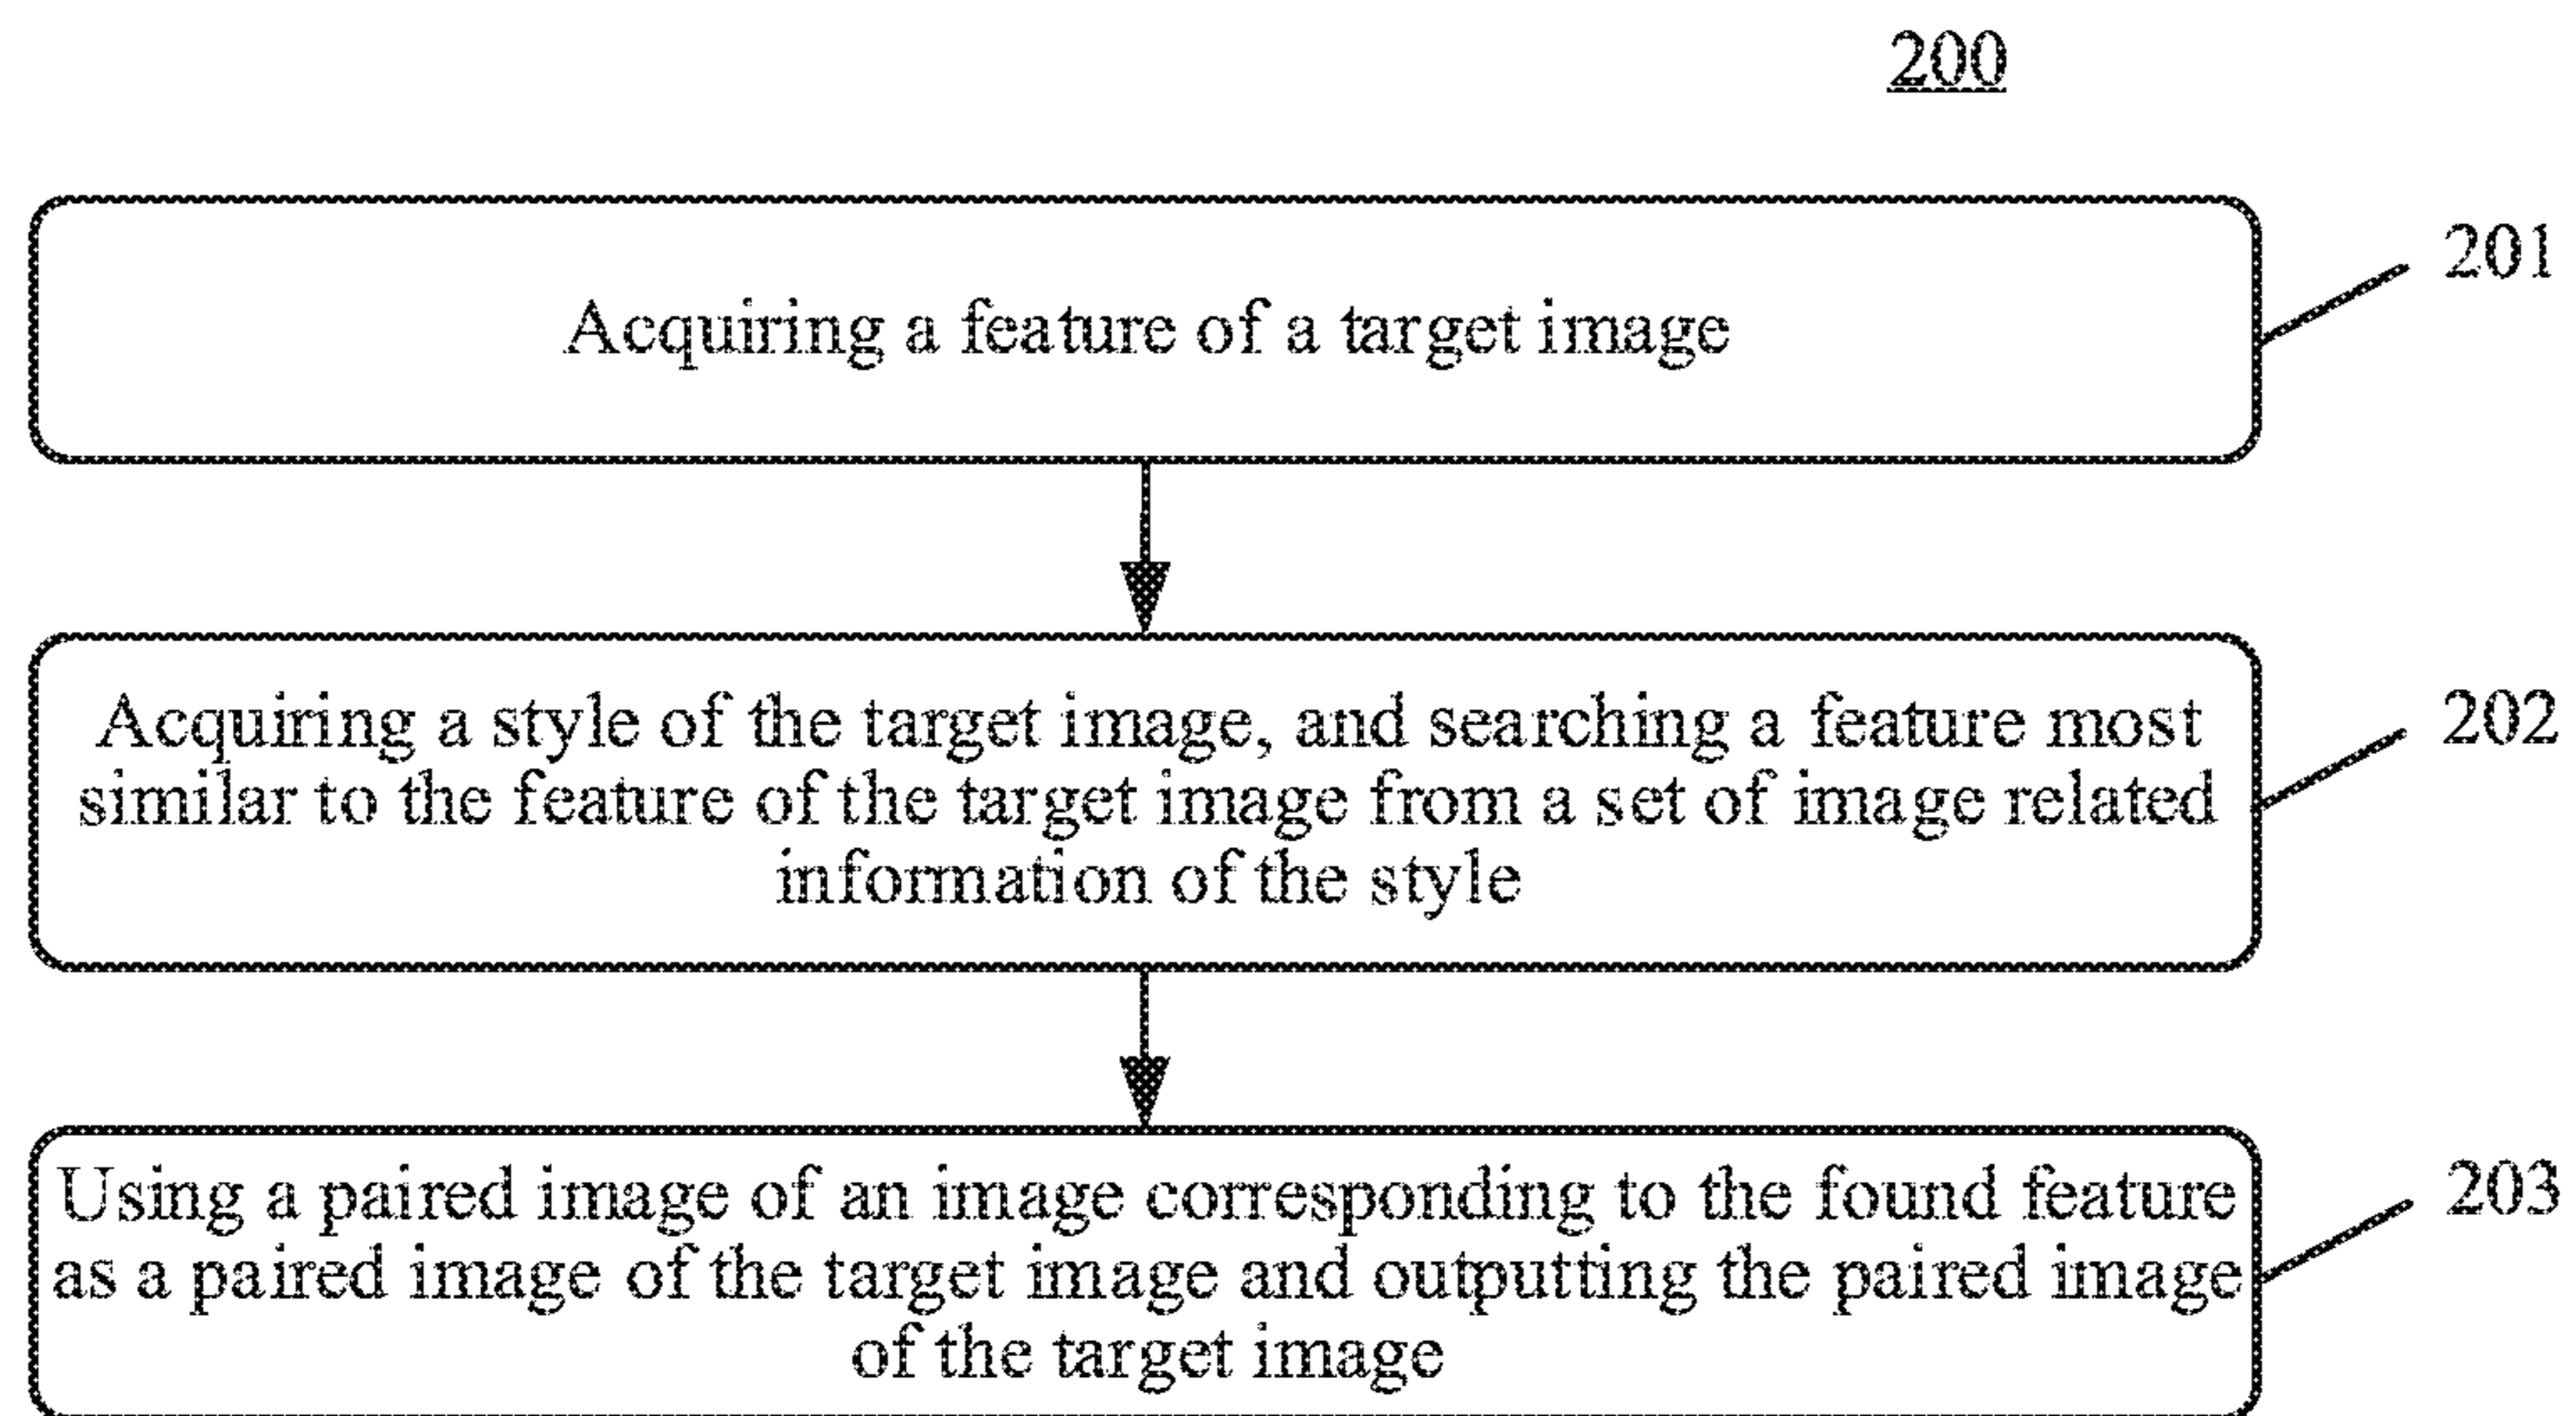 200
Acquiring a feature of a target image
201
Acquiring a style of the target image, and searching a feature most
similar to the feature of the target image from a set of image related
information of the style
202
Using a paired image of an image corresponding to the found feature
as a paired image of the target image and outputting the paired image
of the target image
203